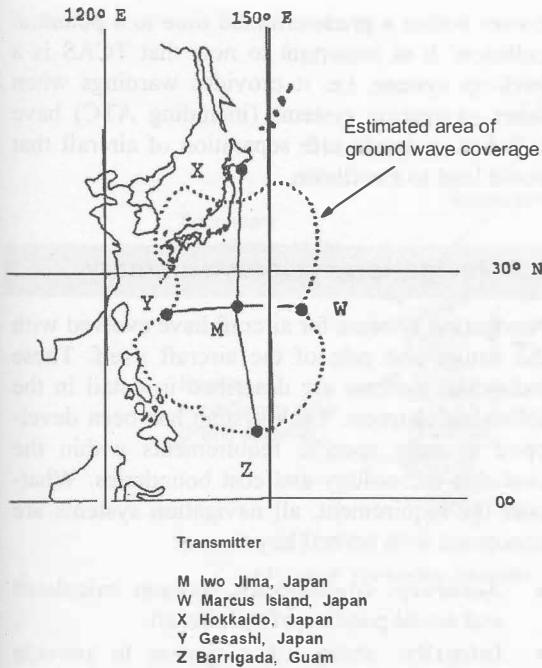 120° E
150° E
Estimated area of
ground wave coverage
X
30° N
Y
M
W
Z
0°
Transmitter
M Iwo Jima, Japan
W Marcus Island, Japan
X Hokkaido, Japan
Y Gesashi, Japan
Z Barrigada, Guam